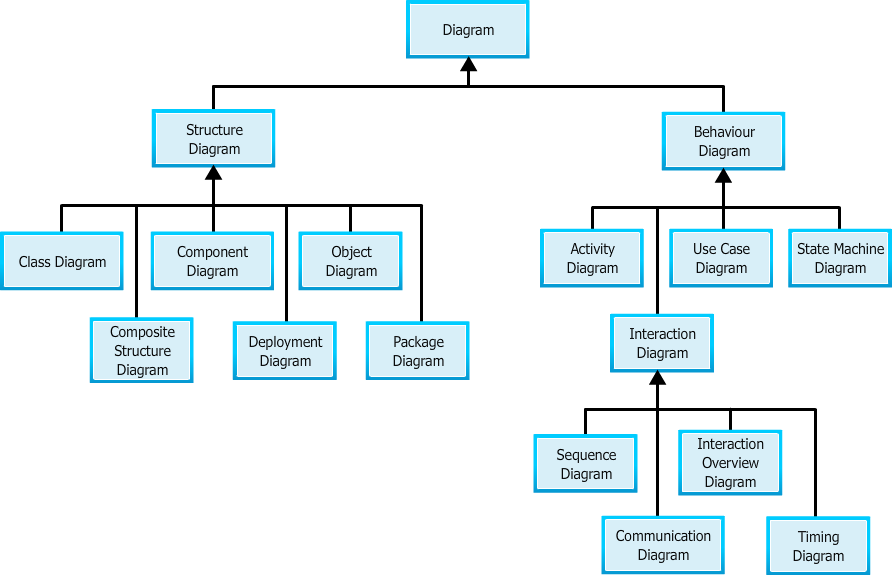 Diagram
Structure
Diagram
Behaviour
Diagram
Class Diagram
Component
Diagram
Object
Diagram
Activity
Diagram
Use Case
Diagram
State Machine
Diagram
Composite
Structure
Diagram
Deployment
Diagram
Package
Diagram
Interaction
Diagram
Sequence
Diagram
Interaction
Overview
Diagram
Communication
Diagram
Timing
Diagram